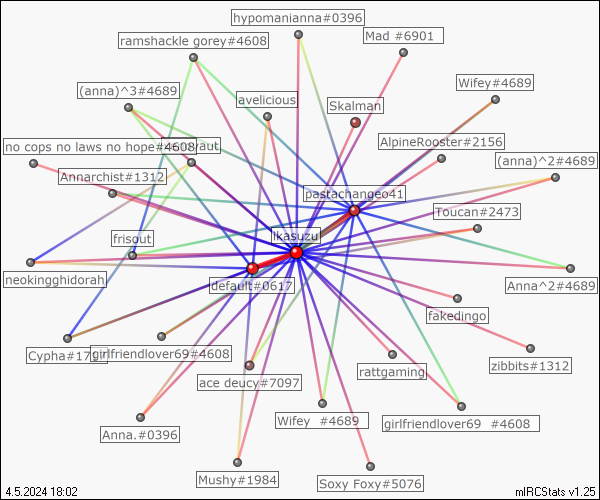 hypomanianna#0396
Mad #6901
ramshackle gorey#4608
Wifey#4689
(anna)^3#4689
avelicious
Skalman
AlpineRooster#2156
no cops no laws no hope#4608
(anna)^2#4689
Annarchist#1312
pastachangeo41
Toucan#2473
ikasuzu
frisout
neokingghidorah
default#0617
Anna^2#4689
fakedingo
Cypha#17
girlfriendlover69#4608
rattgaming
zibbits#1312
ace deucy#7097
Anna.#0396
Wifey #4689
girlfriendlover69 #4608
Mushy#1984
Soxy Foxy#5076
4.5.2024 18:02
mIRCStats v1.25